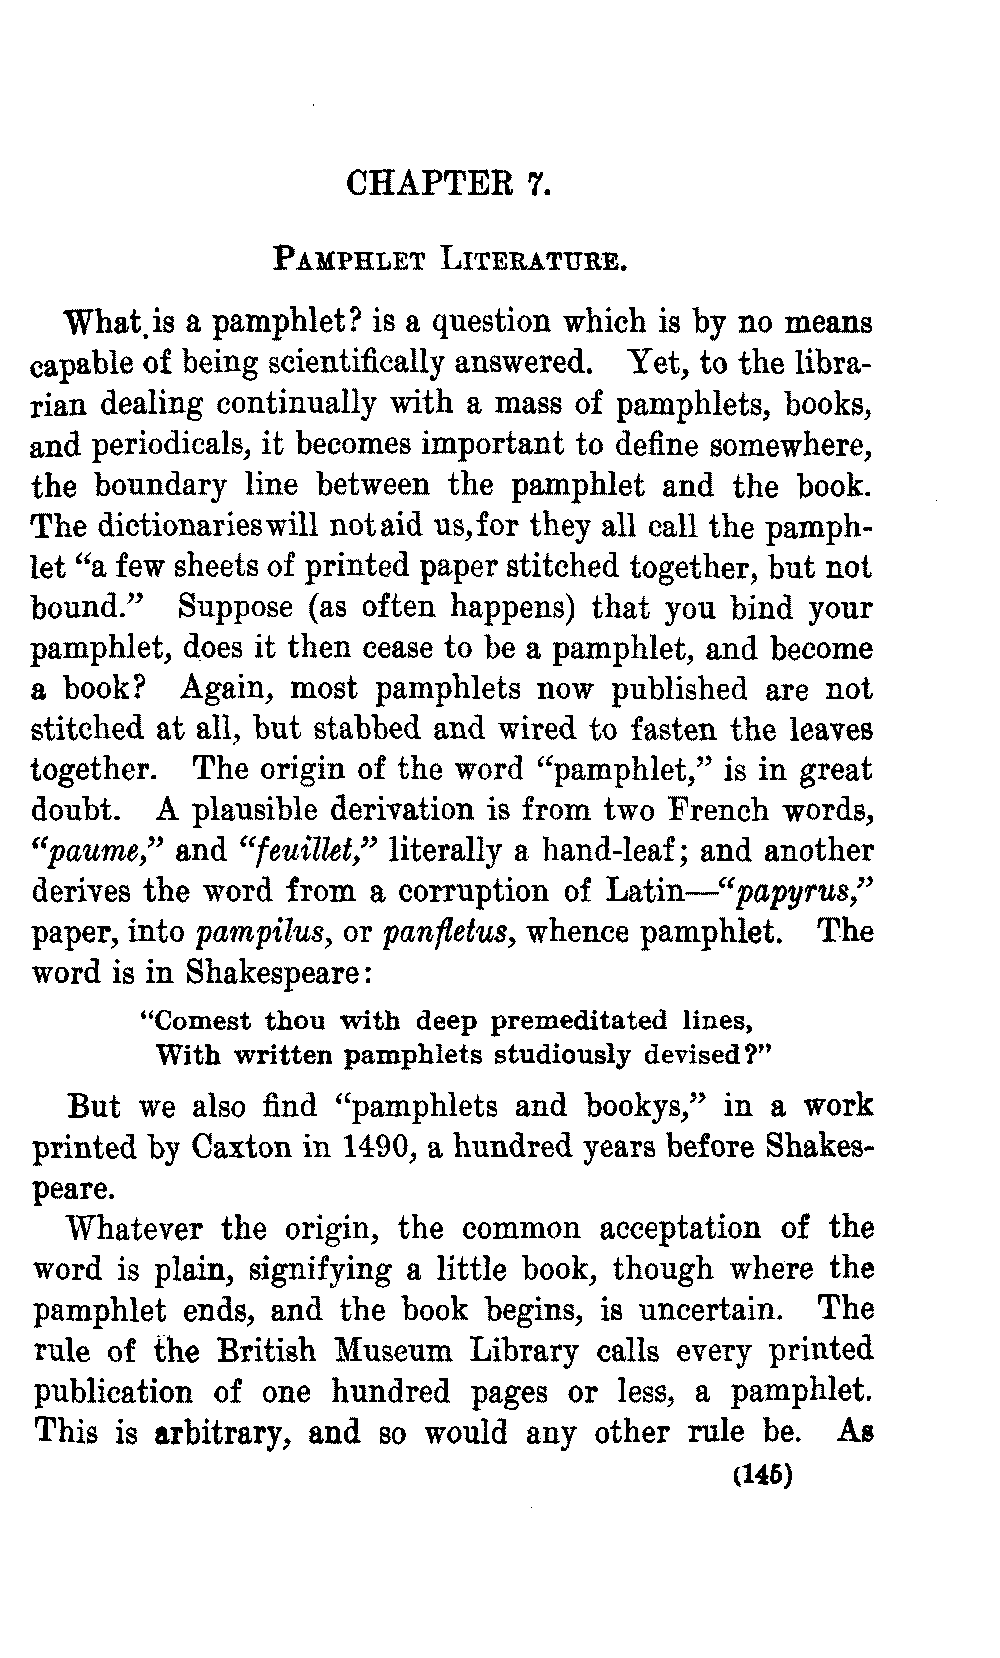 CHAPTER 7.
PAMPHLET LITERATURE.
What is a pamphlet? is a question which is by no means
capable of being scientifically answered. Yet, to the libra-
rian dealing continually with a mass of pamphlets, books,
and periodicals, it becomes important to define somewhere,
the boundary line between the pamphlet and the book.
The dictionaries will not aid us, for they all call the pamph-
let “a few sheets of printed paper stitched together, but not
bound.” Suppose (as often happens) that you bind your
pamphlet, does it then cease to be a pamphlet, and become
a book? Again, most pamphlets now published are not
stitched at all, but stabbed and wired to fasten the leaves
together. The origin of the word “pamphlet,” is in great
doubt. A plausible derivation is from two French words,
“paume,” and “feuillet,” literally a hand-leaf; and another
derives the word from a corruption of Latin—“papyrus,”
paper, into pampilus, or panfletus, whence pamphlet. The
word is in Shakespeare:
“Comest thou with deep premeditated lines,
With written pamphlets studiously devised?”
But we also find “pamphlets and bookys,” in a work
printed by Caxton in 1490, a hundred years before Shakes-
peare.
Whatever the origin, the common acceptation of the
word is plain, signifying a little book, though where the
pamphlet ends, and the book begins, is uncertain. The
rule of the British Museum Library calls every printed
publication of one hundred pages or less, a pamphlet.
This is arbitrary, and so would any other rule be. As
(145)